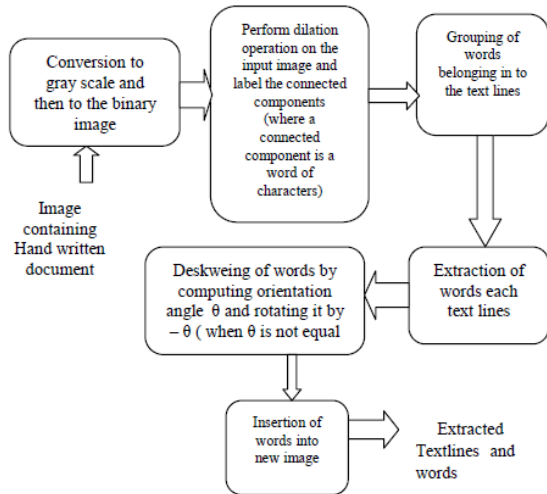 Conversion to
gray scale and
then to the binary
image
Perform dilation
operation on the
input image and
label the connected
components
(where a
connected
component is a
word of
characters)
Grouping of
words
belonging in to
the text lines
Image
containing
Hand written
document
Deskweing of words by
computing orientation
angle θ and rotating it by
– θ ( when θ is not equal
Extraction of
words each
text lines
Insertion of
words into
new image
Extracted
Textlines and
words